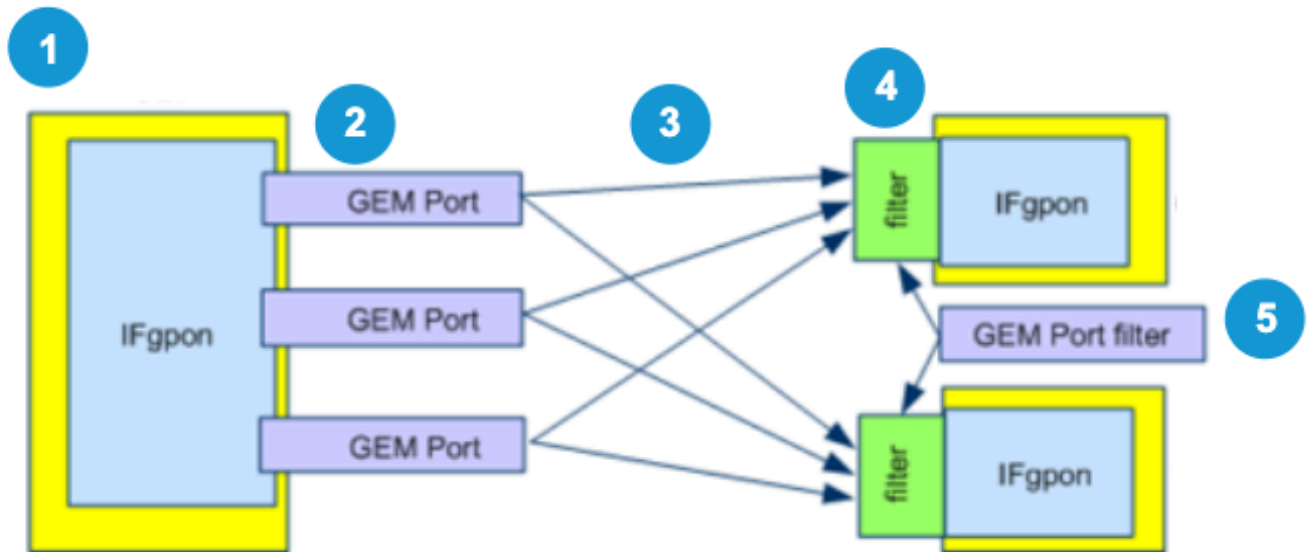 1
2
3
4
GEM Port
filter
IFgpon
IFgpon
GEM Port
GEM Port filter
5
GEM Port
filter
IFgpon